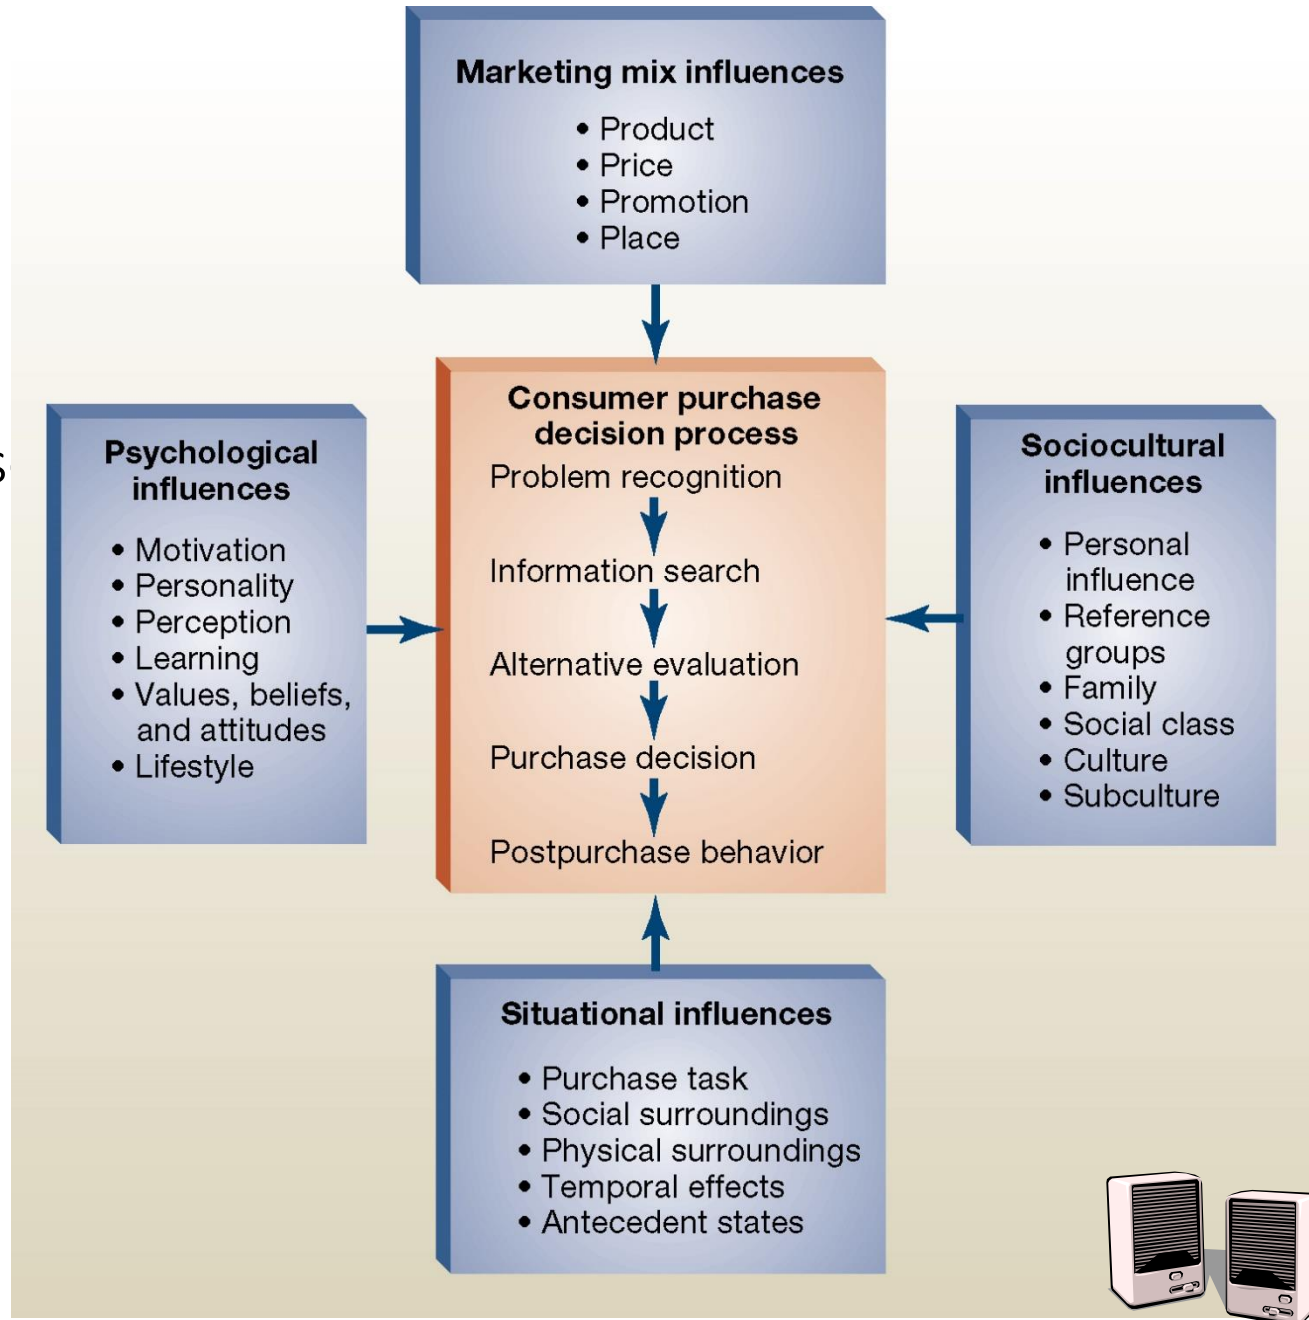 Marketing mix influences
• Product
• Price
• Promotion
• Place
Psychological
influences
• Motivation
• Personality
• Perception
• Learning
• Values, beliefs,
and attitudes
• Lifestyle
Consumer purchase
decision process
Problem recognition
Information search
Alternative evaluation
Purchase decision
Postpurchase behavior
Sociocultural
influences
• Personal
influence
• Reference
groups
• Family
• Social class
• Culture
• Subculture
Situational influences
• Purchase task
• Social surroundings
• Physical surroundings
• Temporal effects
• Antecedent states